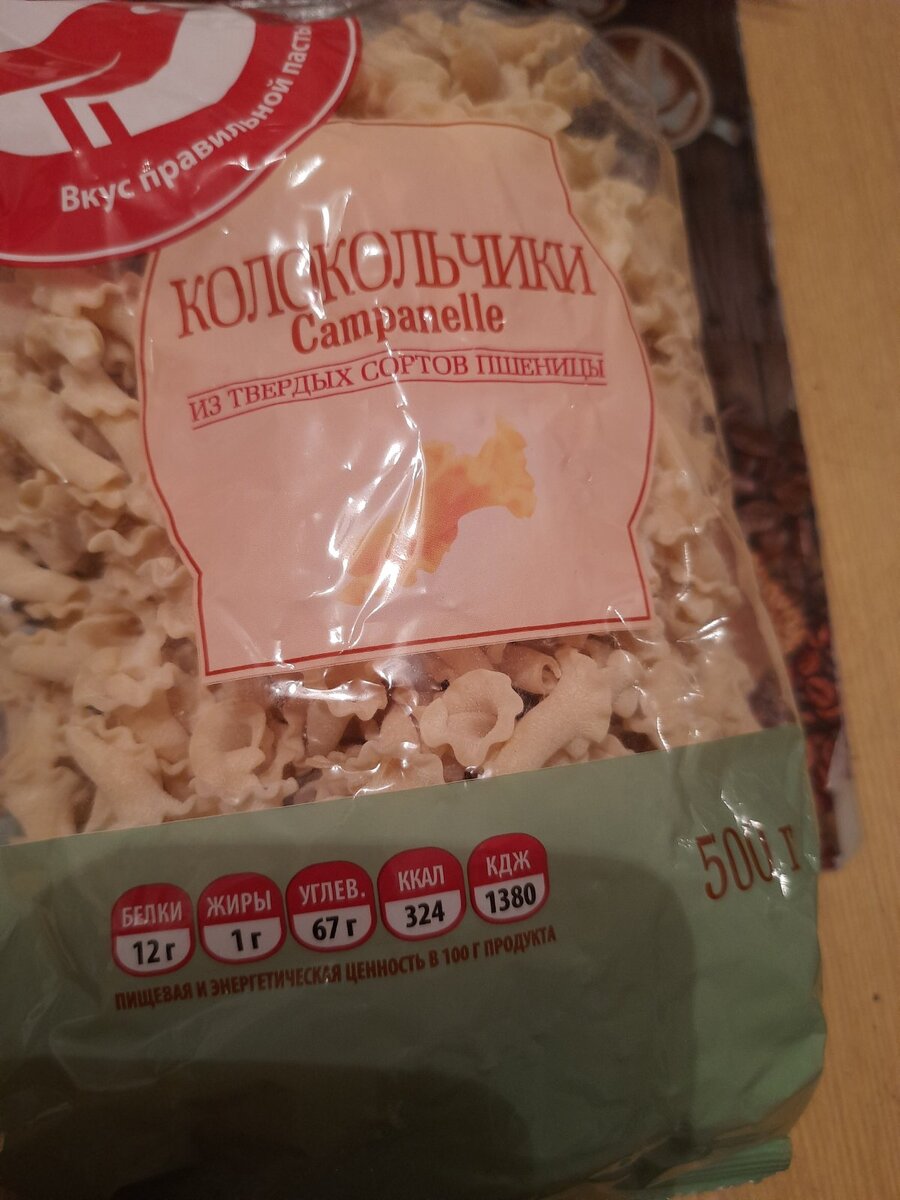 Вкус правильной пасты
КОЛОКОЛЬЧИКИ
Campanelle
ИЗ ТВЕРДЫХ СОРТОВ ПШЕНИЦЫ
500 г
БЕЛКИ
12 г
ЖИРЫ
1 г
УГЛЕВ.
67 г
ККАЛ
324
КДЖ
1380
ПИЩЕВАЯ И ЭНЕРГЕТИЧЕСКАЯ ЦЕННОСТЬ В 100 Г ПРОДУКТА